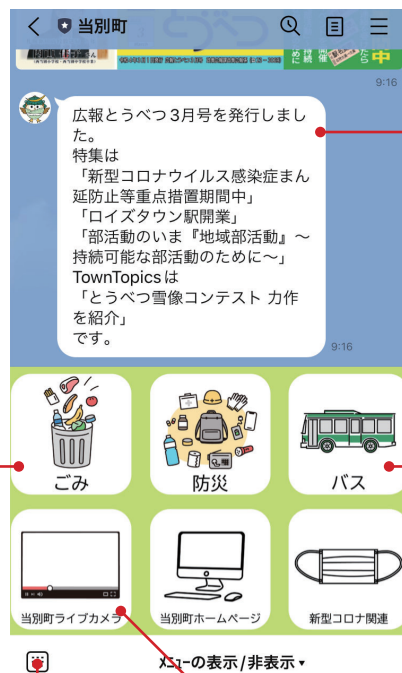 当別町
9:16
広報とうべつ3月号を発行しまし
た。
特集は
「新型コロナウイルス感染症まん
延防止等重点措置期間中」
「ロイズタウン駅開業」
「部活動のいま『地域部活動』～
持続可能な部活動のために～」
TownTopicsは
「とうべつ雪像コンテスト 力作
を紹介」
です。
9:16
ごみ
防災
バス
当別町ライブカメラ
当別町ホームページ
新型コロナ関連
メニューの表示/非表示▾